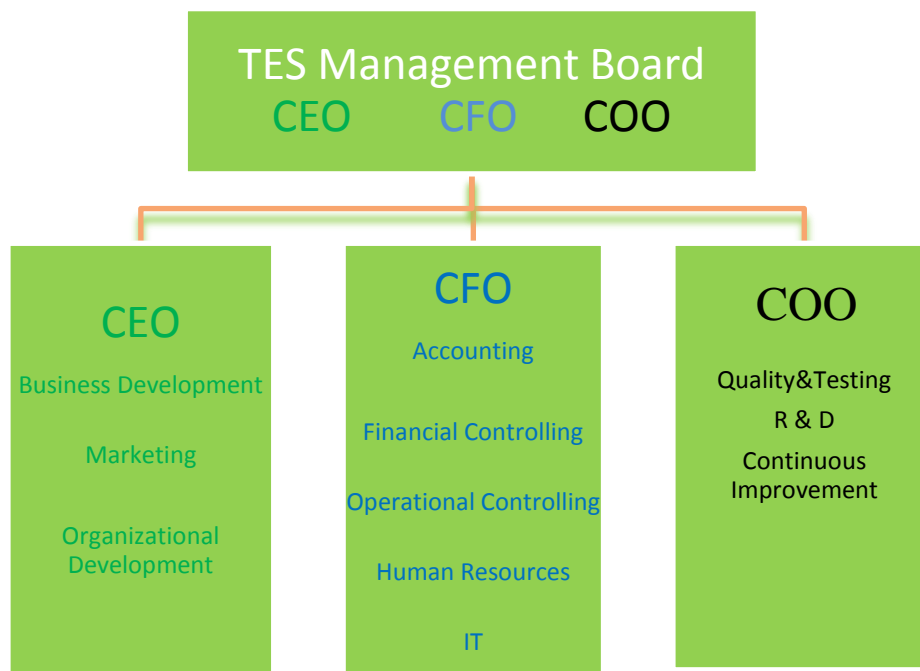 TES Management Board
CEO CFO COO
CEO
Business Development
Marketing
Organizational
Development
CFO
Accounting
Financial Controlling
Operational Controlling
Human Resources
IT
COO
Quality&Testing
R & D
Continuous
Improvement